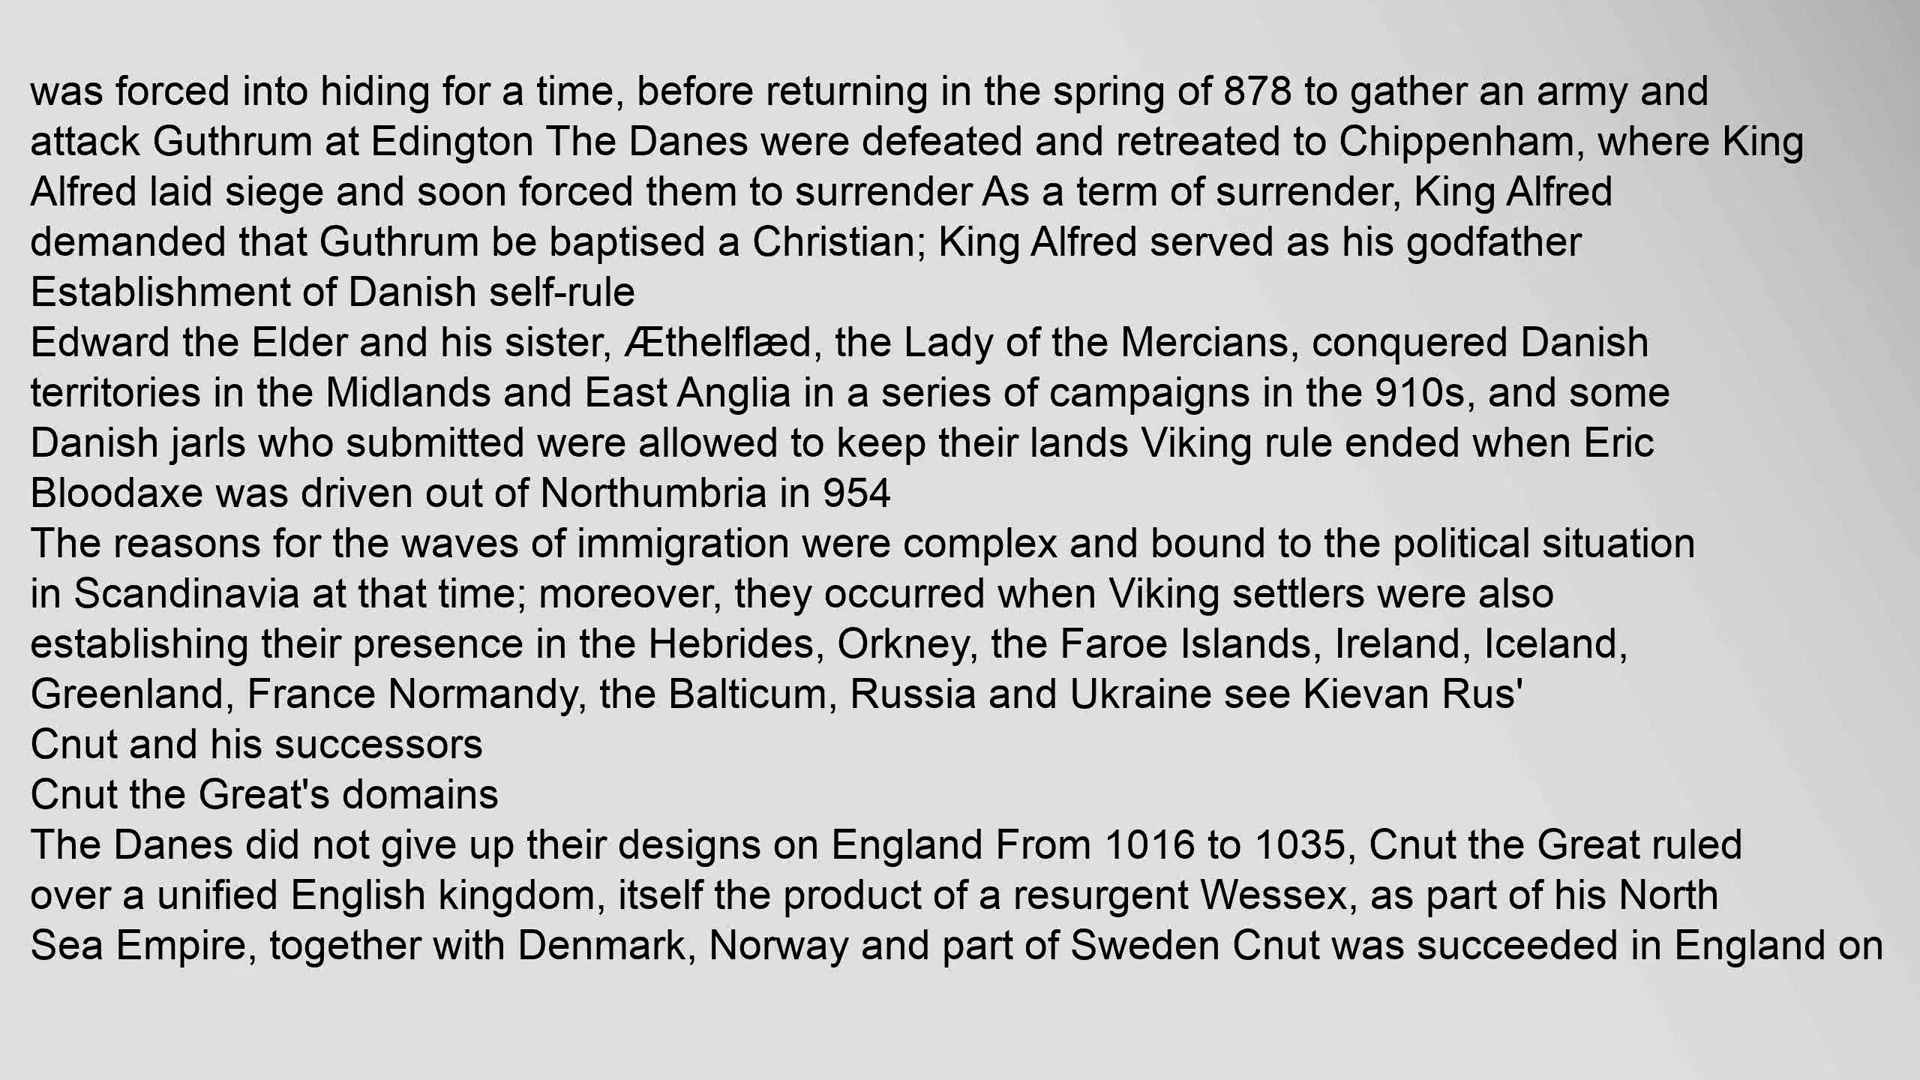 was forced into hiding for a time, before returning in the spring of 878 to gather an army and
attack Guthrum at Edington The Danes were defeated and retreated to Chippenham, where King
Alfred laid siege and soon forced them to surrender As a term of surrender, King Alfred
demanded that Guthrum be baptised a Christian; King Alfred served as his godfather
Establishment of Danish self-rule
Edward the Elder and his sister, Æthelflæd, the Lady of the Mercians, conquered Danish
territories in the Midlands and East Anglia in a series of campaigns in the 910s, and some
Danish jarls who submitted were allowed to keep their lands Viking rule ended when Eric
Bloodaxe was driven out of Northumbria in 954
The reasons for the waves of immigration were complex and bound to the political situation
in Scandinavia at that time; moreover, they occurred when Viking settlers were also
establishing their presence in the Hebrides, Orkney, the Faroe Islands, Ireland, Iceland,
Greenland, France Normandy, the Balticum, Russia and Ukraine see Kievan Rus'
Cnut and his successors
Cnut the Great's domains
The Danes did not give up their designs on England From 1016 to 1035, Cnut the Great ruled
over a unified English kingdom, itself the product of a resurgent Wessex, as part of his North
Sea Empire, together with Denmark, Norway and part of Sweden Cnut was succeeded in England on